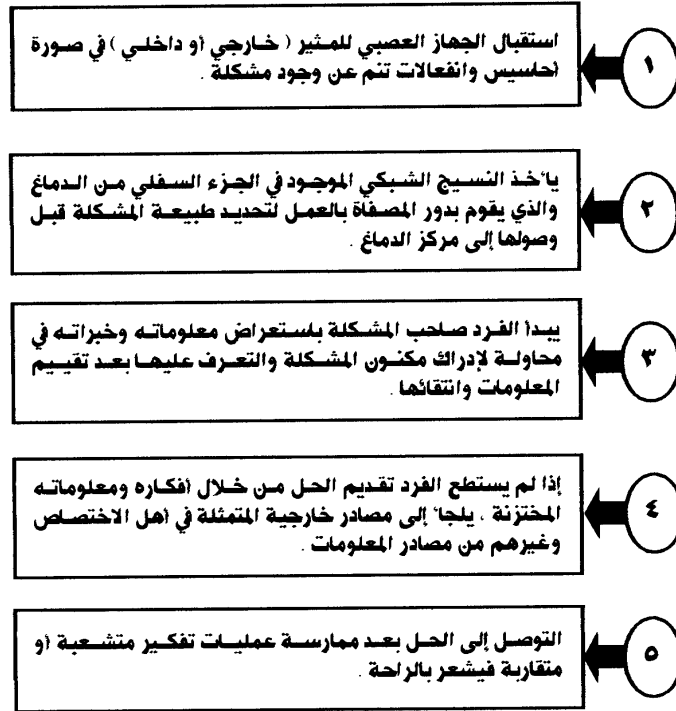 ١
استقبال الجهاز العصبي للمثير ( خارجي أو داخلي ) في صورة
أحاسيس وانفعالات تنم عن وجود مشكلة .
٢
يأخذ النسيج الشبكي الموجود في الجزء السفلي من الدماغ
والذي يقوم بدور المصفاة بالعمل لتحديد طبيعة المشكلة قبل
وصولها إلى مركز الدماغ .
٣
يبدأ الفرد صاحب المشكلة باستعراض معلوماته وخبراته في
محاولة لإدراك مكنون المشكلة والتعرف عليها بعد تقييم
المعلومات وانتقائها .
٤
إذا لم يستطع الفرد تقديم الحل من خلال أفكاره ومعلوماته
المختزنة ، يلجأ إلى مصادر خارجية المتمثلة في أهل الاختصاص
وغيرهم من مصادر المعلومات .
٥
التوصل إلى الحل بعد ممارسة عمليات تفكير متشعبة أو
متقاربة فيشعر بالراحة .